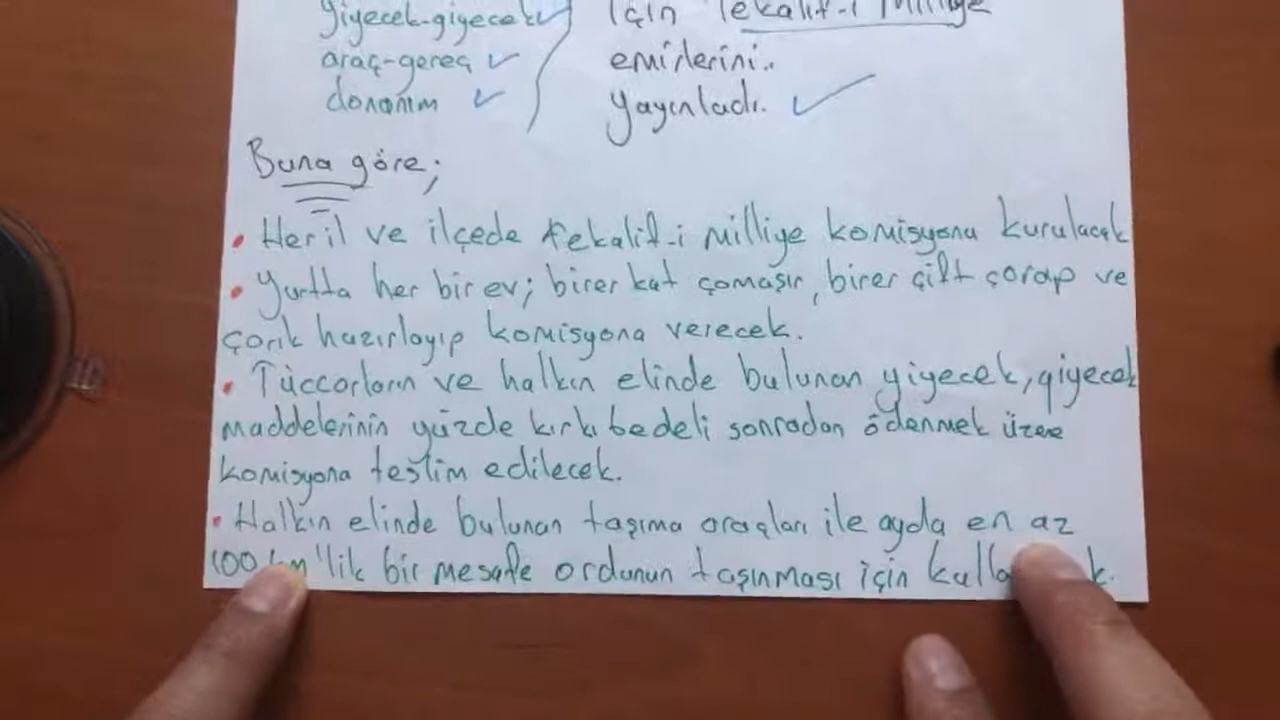 yiyecek-giyecek
araç-gereç
donanım
için Tekalif-i Milliye
emirlerini..
yayınladı.
Buna göre;
• Her il ve ilçede tekalif-i milliye komisyonu kurulacak
• Yurtta her bir ev; birer kat çamaşır, birer çift çorap ve
çarık hazırlayıp komisyona verecek.
• Tüccarların ve halkın elinde bulunan yiyecek, giyecek
maddelerinin yüzde kırkı bedeli sonradan ödenmek üzere
komisyona teslim edilecek.
• Halkın elinde bulunan taşıma araçları ile ayda en az
100 km'lik bir mesafe ordunun taşınması için